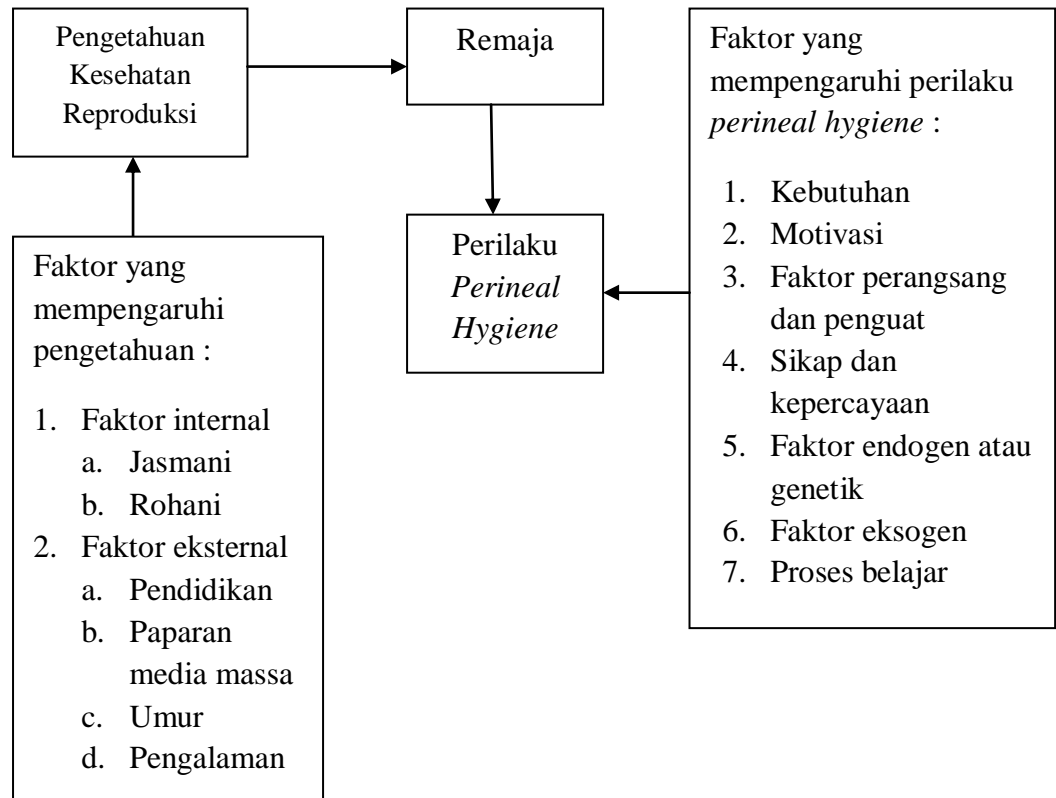 Pengetahuan
Kesehatan
Reproduksi
Remaja
Faktor yang
mempengaruhi perilaku
perineal hygiene :
1. Kebutuhan
2. Motivasi
3. Faktor perangsang
dan penguat
4. Sikap dan
kepercayaan
5. Faktor endogen atau
genetik
6. Faktor eksogen
7. Proses belajar
Perilaku
Perineal
Hygiene
Faktor yang
mempengaruhi
pengetahuan :
1. Faktor internal
a. Jasmani
b. Rohani
2. Faktor eksternal
a. Pendidikan
b. Paparan
media massa
c. Umur
d. Pengalaman